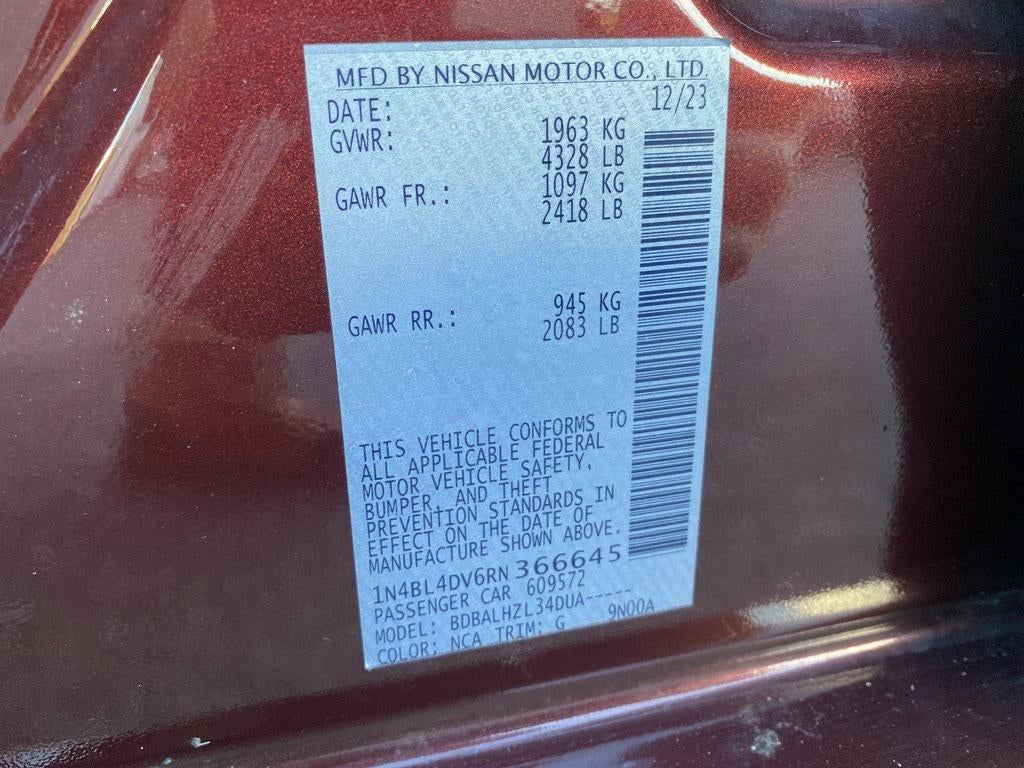 MFD BY NISSAN MOTOR CO., LTD.
DATE: 12/23
GVWR: 1963 KG
4328 LB
GAWR FR.: 1097 KG
2418 LB
GAWR RR.: 945 KG
2083 LB
THIS VEHICLE CONFORMS TO
ALL APPLICABLE FEDERAL
MOTOR VEHICLE SAFETY,
BUMPER, AND THEFT
PREVENTION STANDARDS IN
EFFECT ON THE DATE OF
MANUFACTURE SHOWN ABOVE.
1N4BL4DV6RN366645
PASSENGER CAR 609572
MODEL: BDBALHZL34DUA-----
COLOR: NCA TRIM: G 9N00A